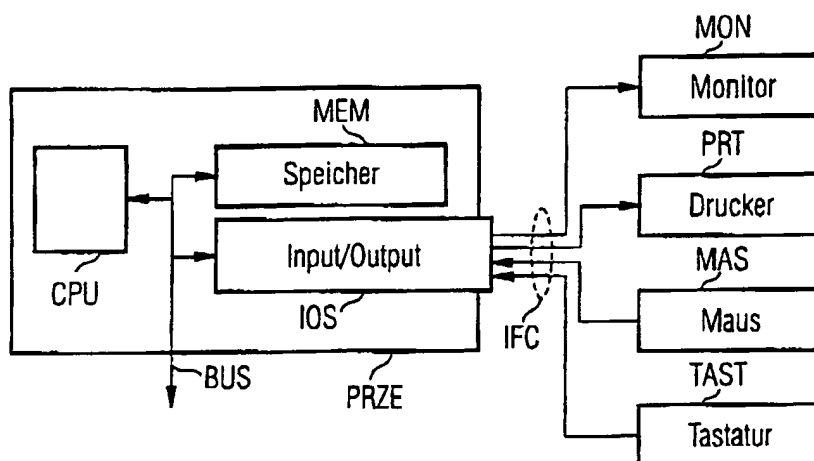 MON
Monitor
MEM
Speicher
PRT
Drucker
CPU
Input/Output
IOS
IFC
MAS
Maus
BUS
PRZE
TAST
Tastatur